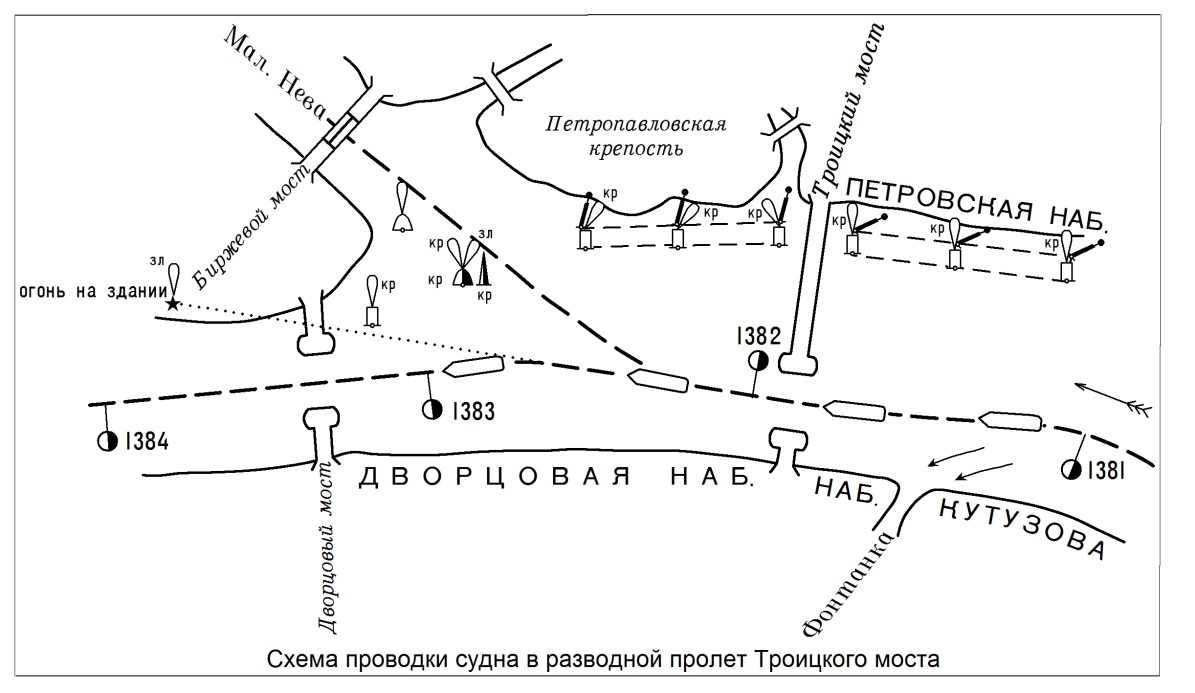 Мал. Нева
Троицкий мост
Петропавловская
крепость
кр
кр
кр
ПЕТРОВСКАЯ НАБ.
кр
кр
кр
Биржевой мост
зл
огонь на здании
кр
зл
кр
кр
кр
1382
1383
1384
1381
ДВОРЦОВАЯ НАБ.
НАБ.
КУТУЗОВА
Дворцовый мост
Фонтанка
Схема проводки судна в разводной пролет Троицкого моста